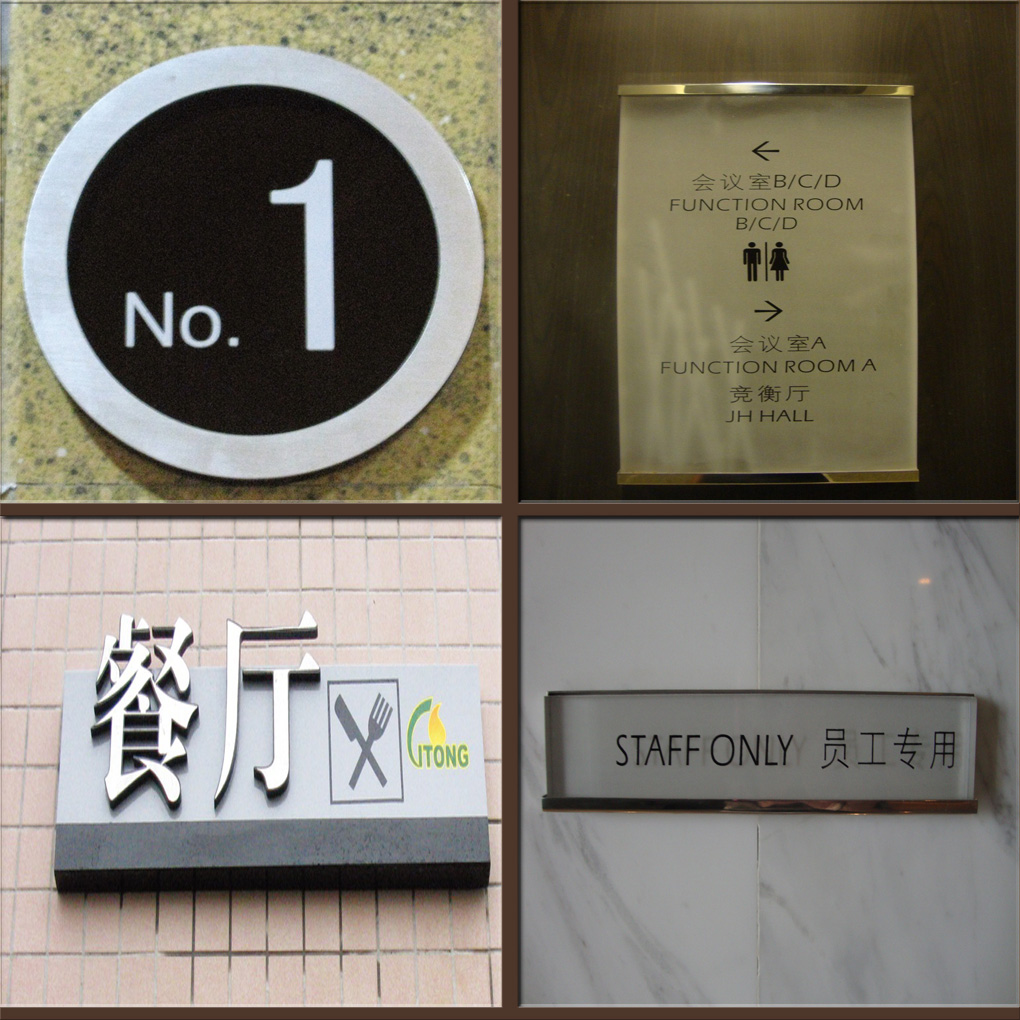 No. 1
←
会议室B/C/D
FUNCTION ROOM
B/C/D
→
会议室A
FUNCTION ROOM A
竞衡厅
JH HALL
餐厅
GITONG
STAFF ONLY 员工专用